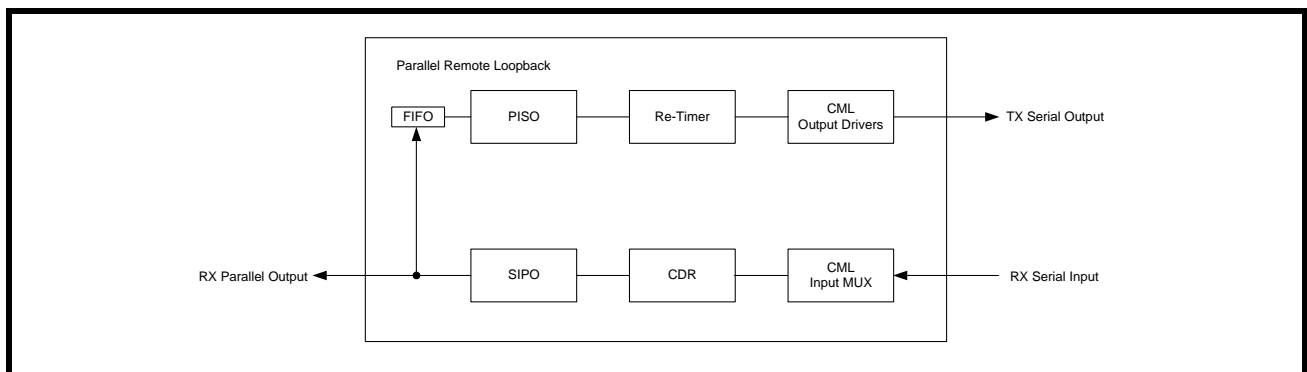 Parallel Remote Loopback
FIFO
PISO
Re-Timer
CML
Output Drivers
TX Serial Output
RX Parallel Output
SIPO
CDR
CML
Input MUX
RX Serial Input